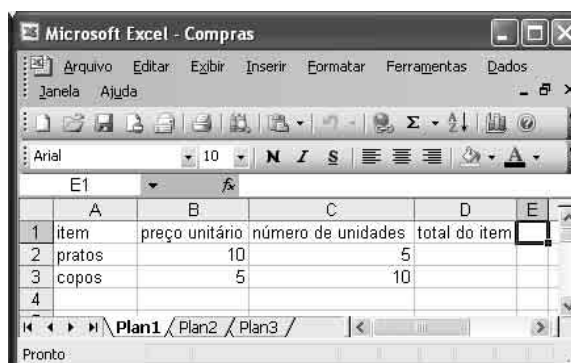 Microsoft Excel - Compras
Arquivo Editar Exibir Inserir Formatar Ferramentas Dados
Janela Ajuda
Arial 10 N I S A
E1 fx
A B C D E
1 item preço unitário número de unidades total do item
2 pratos 10 5
3 copos 5 10
4
Plan1 Plan2 Plan3
Pronto